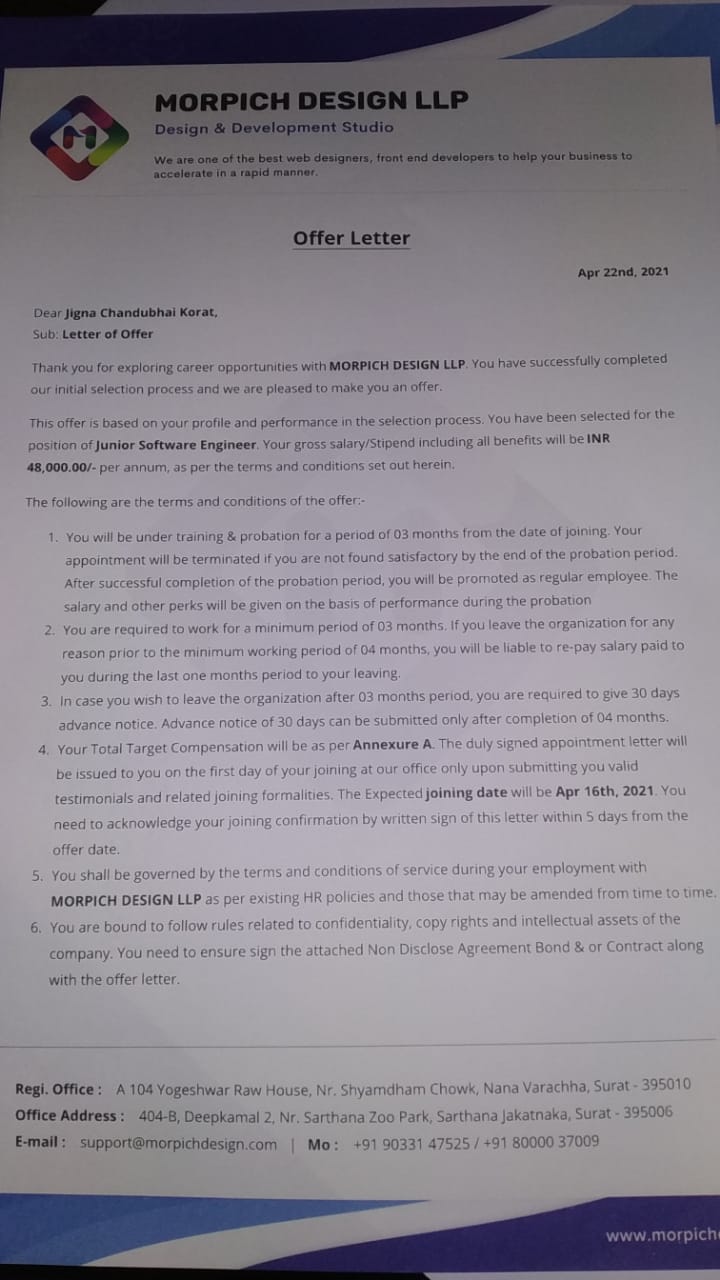 MORPICH DESIGN LLP
Design & Development Studio
We are one of the best web designers, front end developers to help your business to
accelerate in a rapid manner.
Offer Letter
Apr 22nd, 2021
Dear Jigna Chandubhai Korat,
Sub: Letter of Offer
Thank you for exploring career opportunities with MORPICH DESIGN LLP. You have successfully completed
our initial selection process and we are pleased to make you an offer.
This offer is based on your profile and performance in the selection process. You have been selected for the
position of Junior Software Engineer. Your gross salary/Stipend including all benefits will be INR
48,000.00/- per annum, as per the terms and conditions set out herein.
The following are the terms and conditions of the offer:-
1. You will be under training & probation for a period of 03 months from the date of joining. Your
appointment will be terminated if you are not found satisfactory by the end of the probation period.
After successful completion of the probation period, you will be promoted as regular employee. The
salary and other perks will be given on the basis of performance during the probation
2. You are required to work for a minimum period of 03 months. If you leave the organization for any
reason prior to the minimum working period of 04 months, you will be liable to re-pay salary paid to
you during the last one months period to your leaving.
3. In case you wish to leave the organization after 03 months period, you are required to give 30 days
advance notice. Advance notice of 30 days can be submitted only after completion of 04 months.
4. Your Total Target Compensation will be as per Annexure A. The duly signed appointment letter will
be issued to you on the first day of your joining at our office only upon submitting you valid
testimonials and related joining formalities. The Expected joining date will be Apr 16th, 2021. You
need to acknowledge your joining confirmation by written sign of this letter within 5 days from the
offer date.
5. You shall be governed by the terms and conditions of service during your employment with
MORPICH DESIGN LLP as per existing HR policies and those that may be amended from time to time.
6. You are bound to follow rules related to confidentiality, copy rights and intellectual assets of the
company. You need to ensure sign the attached Non Disclose Agreement Bond & or Contract along
with the offer letter.
Regi. Office : A 104 Yogeshwar Raw House, Nr. Shyamdham Chowk, Nana Varachha, Surat - 395010
Office Address : 404-B, Deepkamal 2, Nr. Sarthana Zoo Park, Sarthana Jakatnaka, Surat - 395006
E-mail : support@morpichdesign.com | Mo : +91 90331 47525 / +91 80000 37009
www.morpich